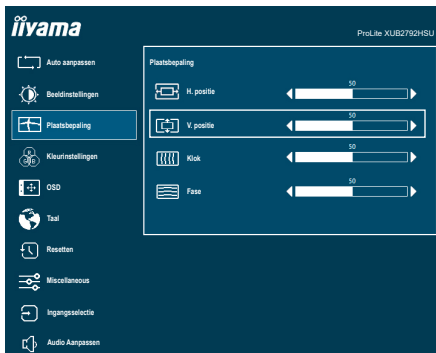 iiyama
ProLite XUB2792HSU
Auto aanpassen
Beeldinstellingen
Plaatsbepaling
Kleurinstellingen
OSD
Taal
Resetten
Miscellaneous
Ingangsselectie
Audio Aanpassen
Plaatsbepaling
H. positie
50
V. positie
50
Klok
50
Fase
50